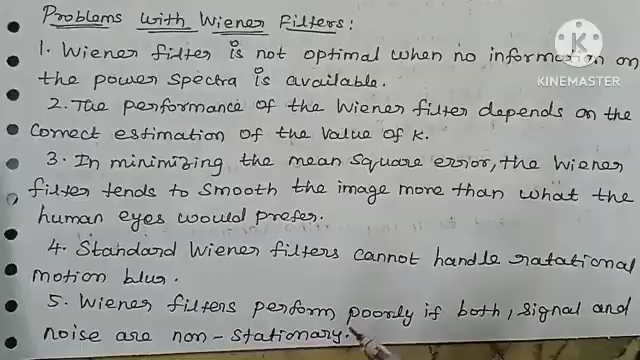 Problems with Wiener Filters:
1. Wiener filter is not optimal when no information on
the power spectra is available.
2. The performance of the Wiener filter depends on the
correct estimation of the value of K.
3. In minimizing the mean square error, the Wiener
filter tends to smooth the image more than what the
human eyes would prefer.
4. Standard Wiener filters cannot handle ratational
motion blur.
5. Wiener filters perform poorly if both, signal and
noise are non-stationary.
KINEMASTER